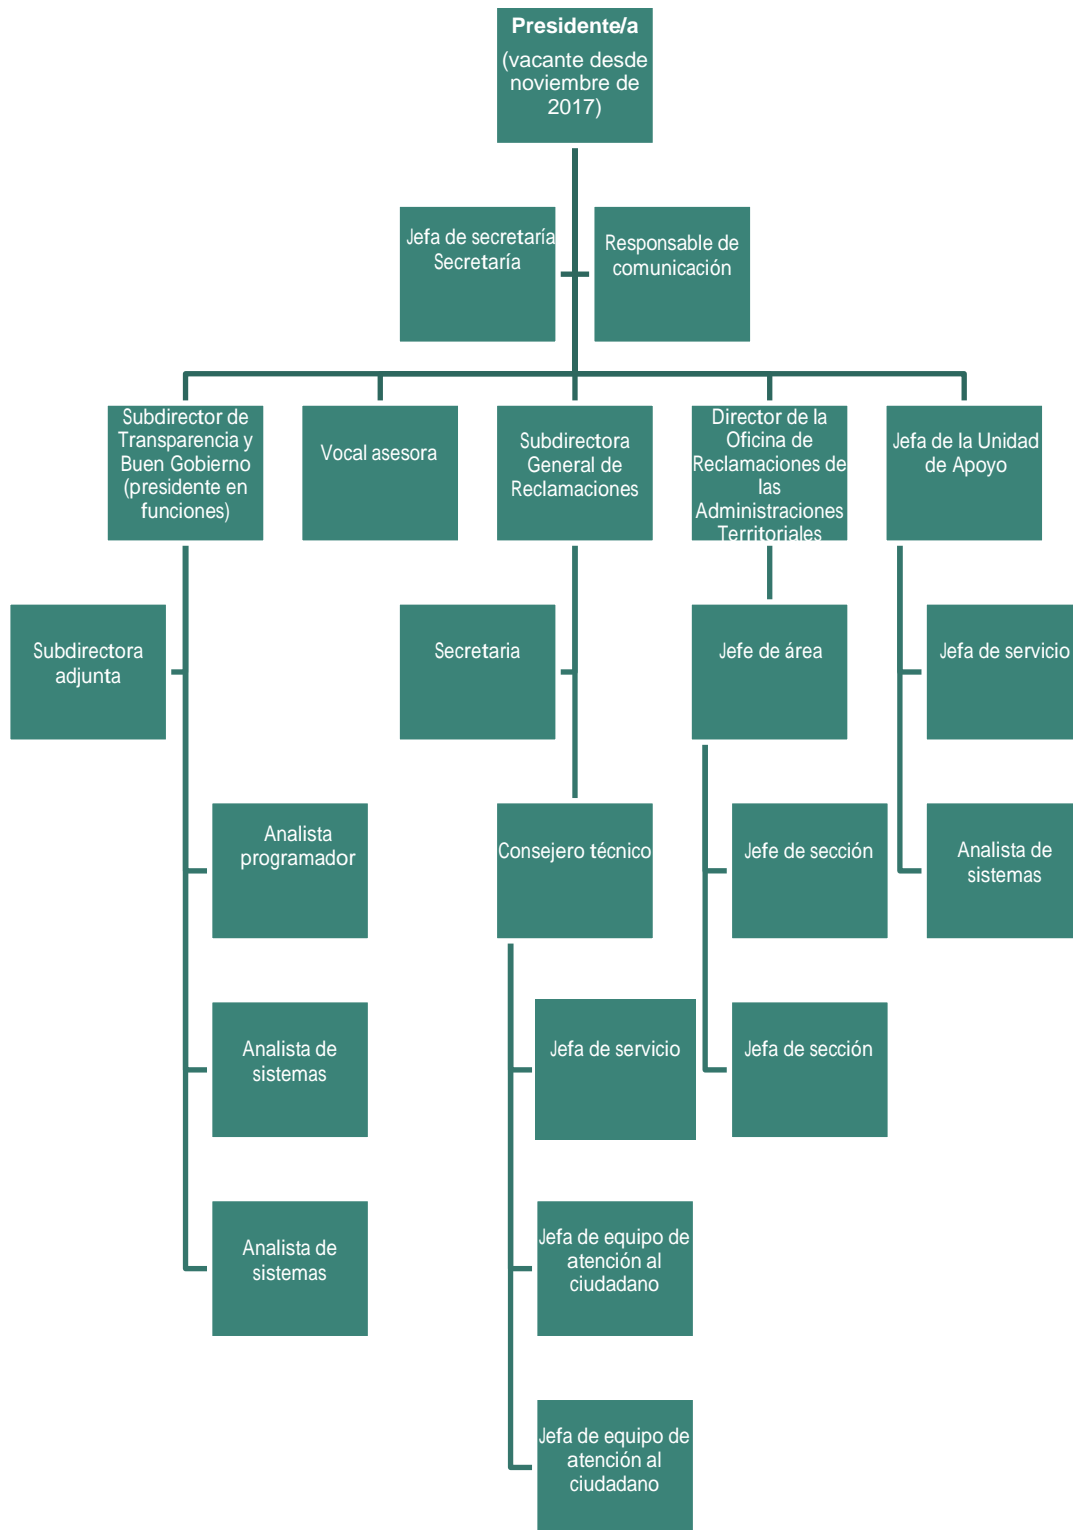 Presidente/a
(vacante desde
noviembre de
2017)
Jefa de secretaría
Secretaría
Responsable de
comunicación
Subdirector de
Transparencia y
Buen Gobierno
(presidente en
funciones)
Vocal asesora
Subdirectora
General de
Reclamaciones
Director de la
Oficina de
Reclamaciones de
las
Administraciones
Territoriales
Jefa de la Unidad
de Apoyo
Subdirectora
adjunta
Secretaria
Jefe de área
Jefa de servicio
Analista
programador
Consejero técnico
Jefe de sección
Analista de
sistemas
Analista de
sistemas
Jefa de servicio
Jefa de sección
Analista de
sistemas
Jefa de equipo de
atención al
ciudadano
Jefa de equipo de
atención al
ciudadano